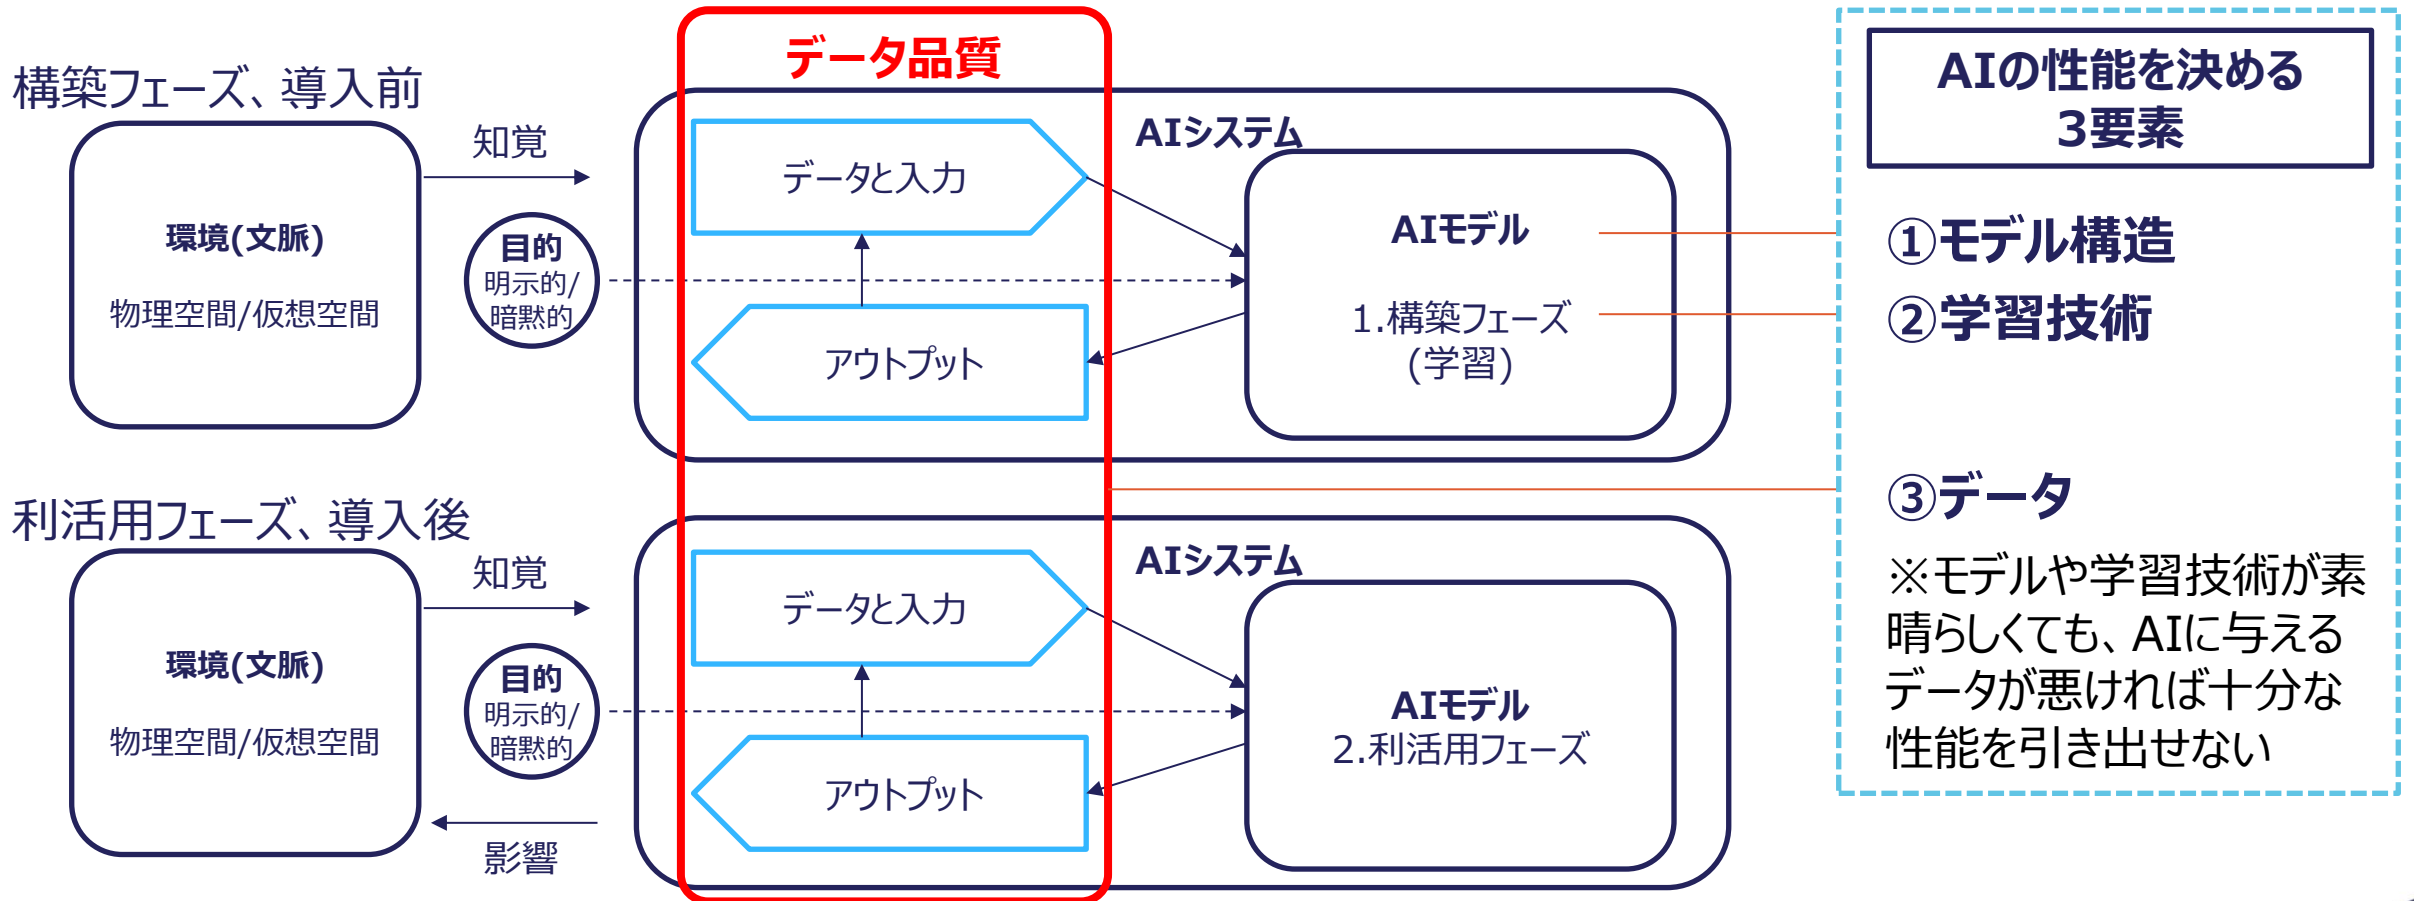 データ品質
構築フェーズ、導入前
知覚
環境(文脈)
物理空間/仮想空間
目的
明示的/
暗黙的
AIシステム
データと入力
アウトプット
AIモデル
1.構築フェーズ
(学習)
利活用フェーズ、導入後
知覚
環境(文脈)
物理空間/仮想空間
目的
明示的/
暗黙的
影響
AIシステム
データと入力
アウトプット
AIモデル
2.利活用フェーズ
AIの性能を決める
3要素
①モデル構造
②学習技術
③データ
※モデルや学習技術が素
晴らしくても、AIに与える
データが悪ければ十分な
性能を引き出せない